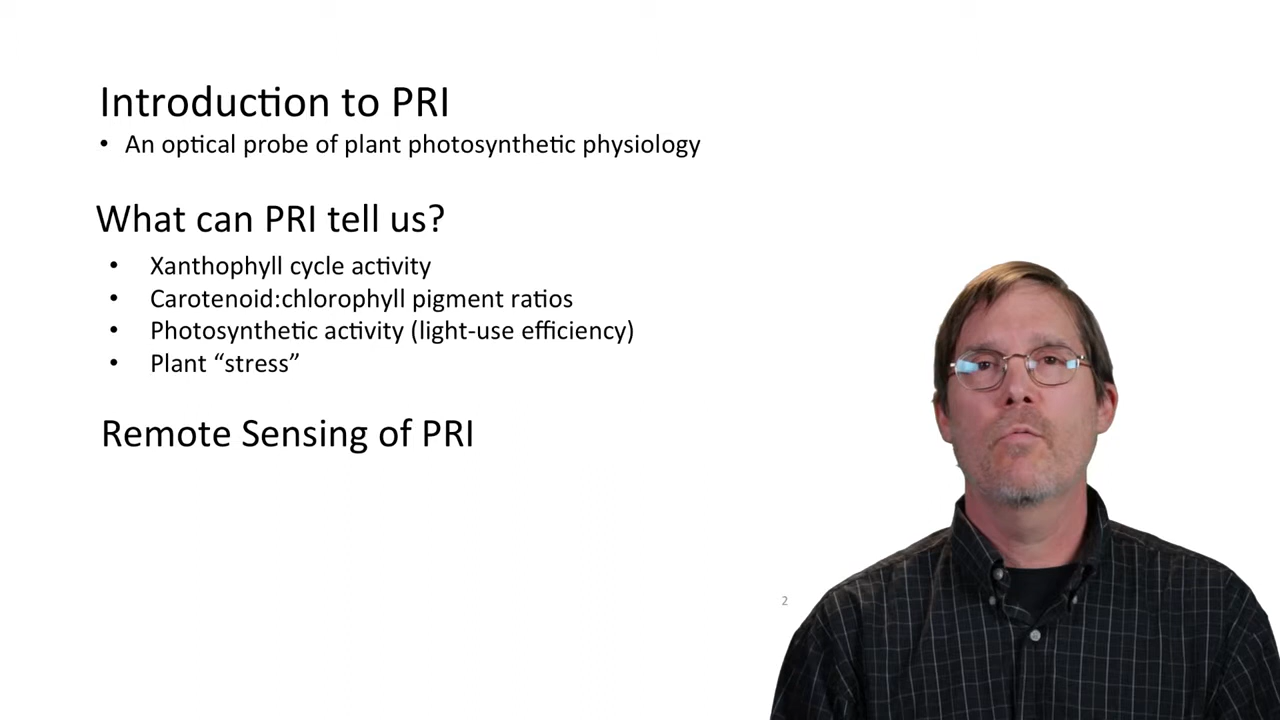 Introduction to PRI
• An optical probe of plant photosynthetic physiology
What can PRI tell us?
• Xanthophyll cycle activity
• Carotenoid:chlorophyll pigment ratios
• Photosynthetic activity (light-use efficiency)
• Plant “stress”
Remote Sensing of PRI
2